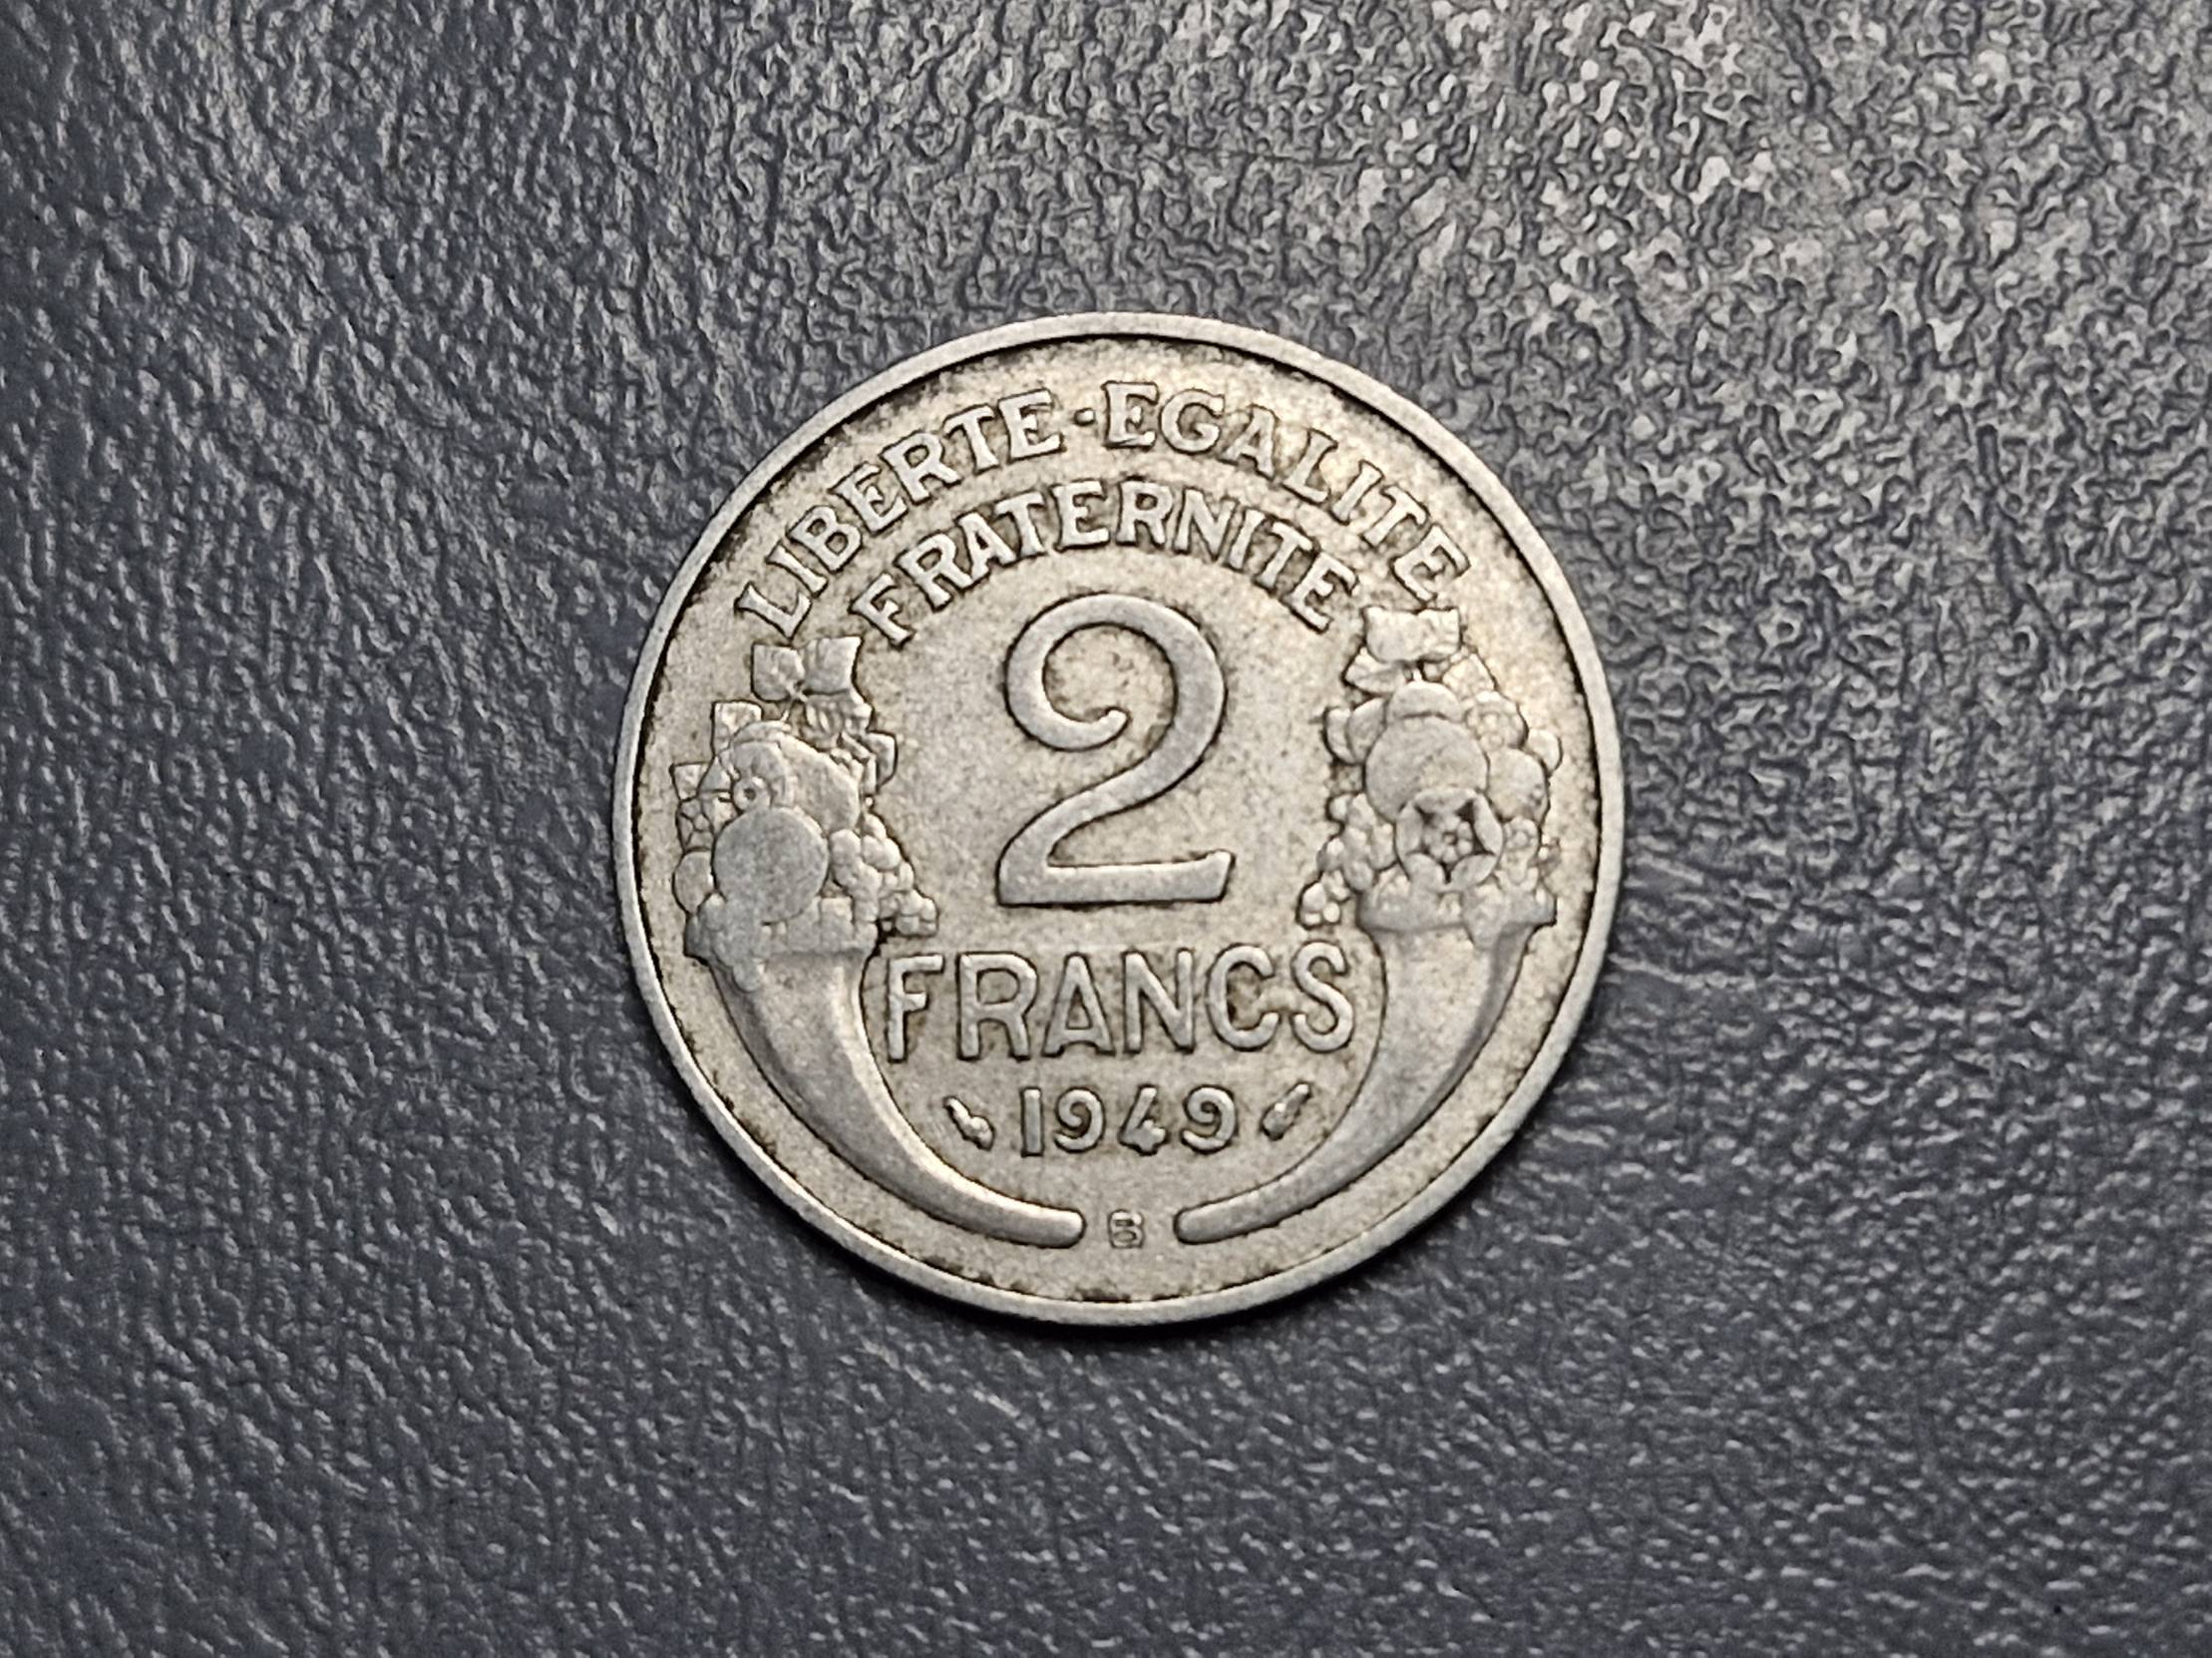 LIBERTE·EGALITE
FRATERNITE
2
FRANCS
1949
B